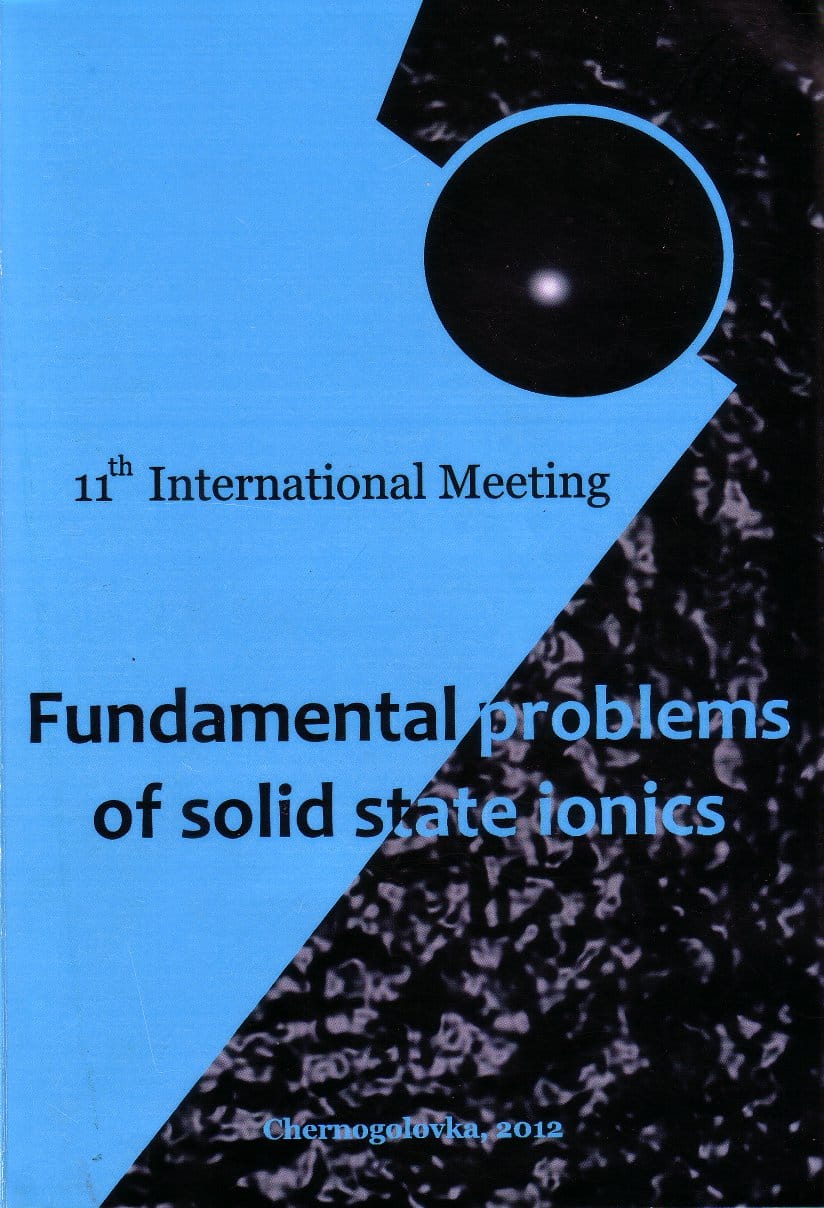 11th International Meeting
Fundamental problems
of solid state ionics
Chernogolovka, 2012